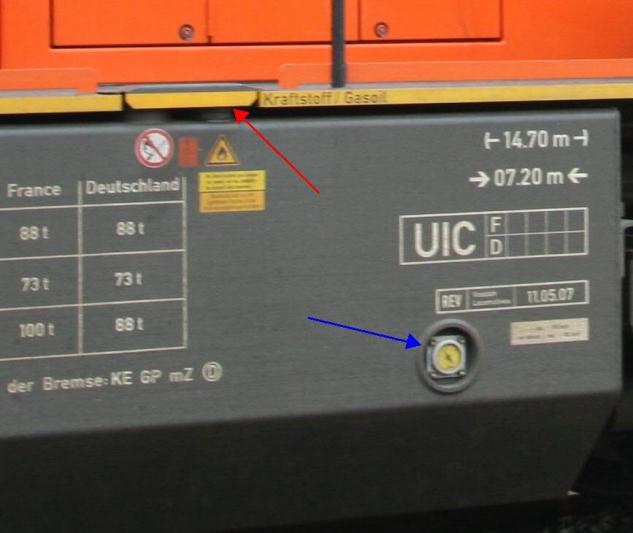 Kraftstoff / Gasoil
14.70 m
07.20 m
France Deutschland
88 t 88 t
73 t 73 t
100 t 88 t
UIC F
D
REV 11.05.07
der Bremse: KE GP mZ D